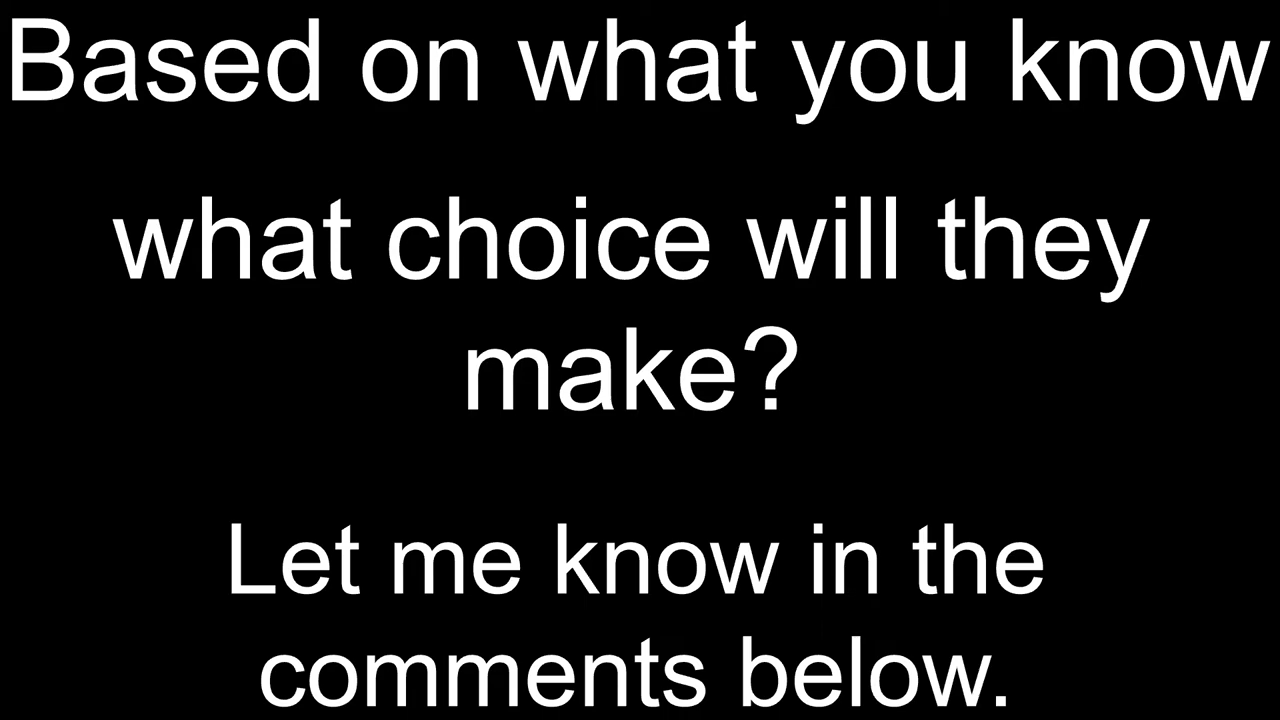 Based on what you know
what choice will they
make?
Let me know in the
comments below.